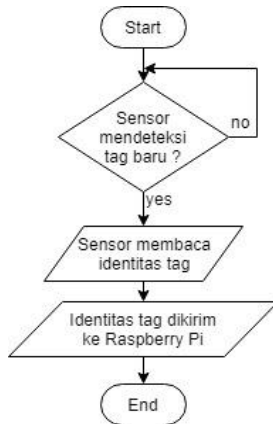 Start
Sensor
mendeteksi
tag baru ?
no
yes
Sensor membaca
identitas tag
Identitas tag dikirim
ke Raspberry Pi
End